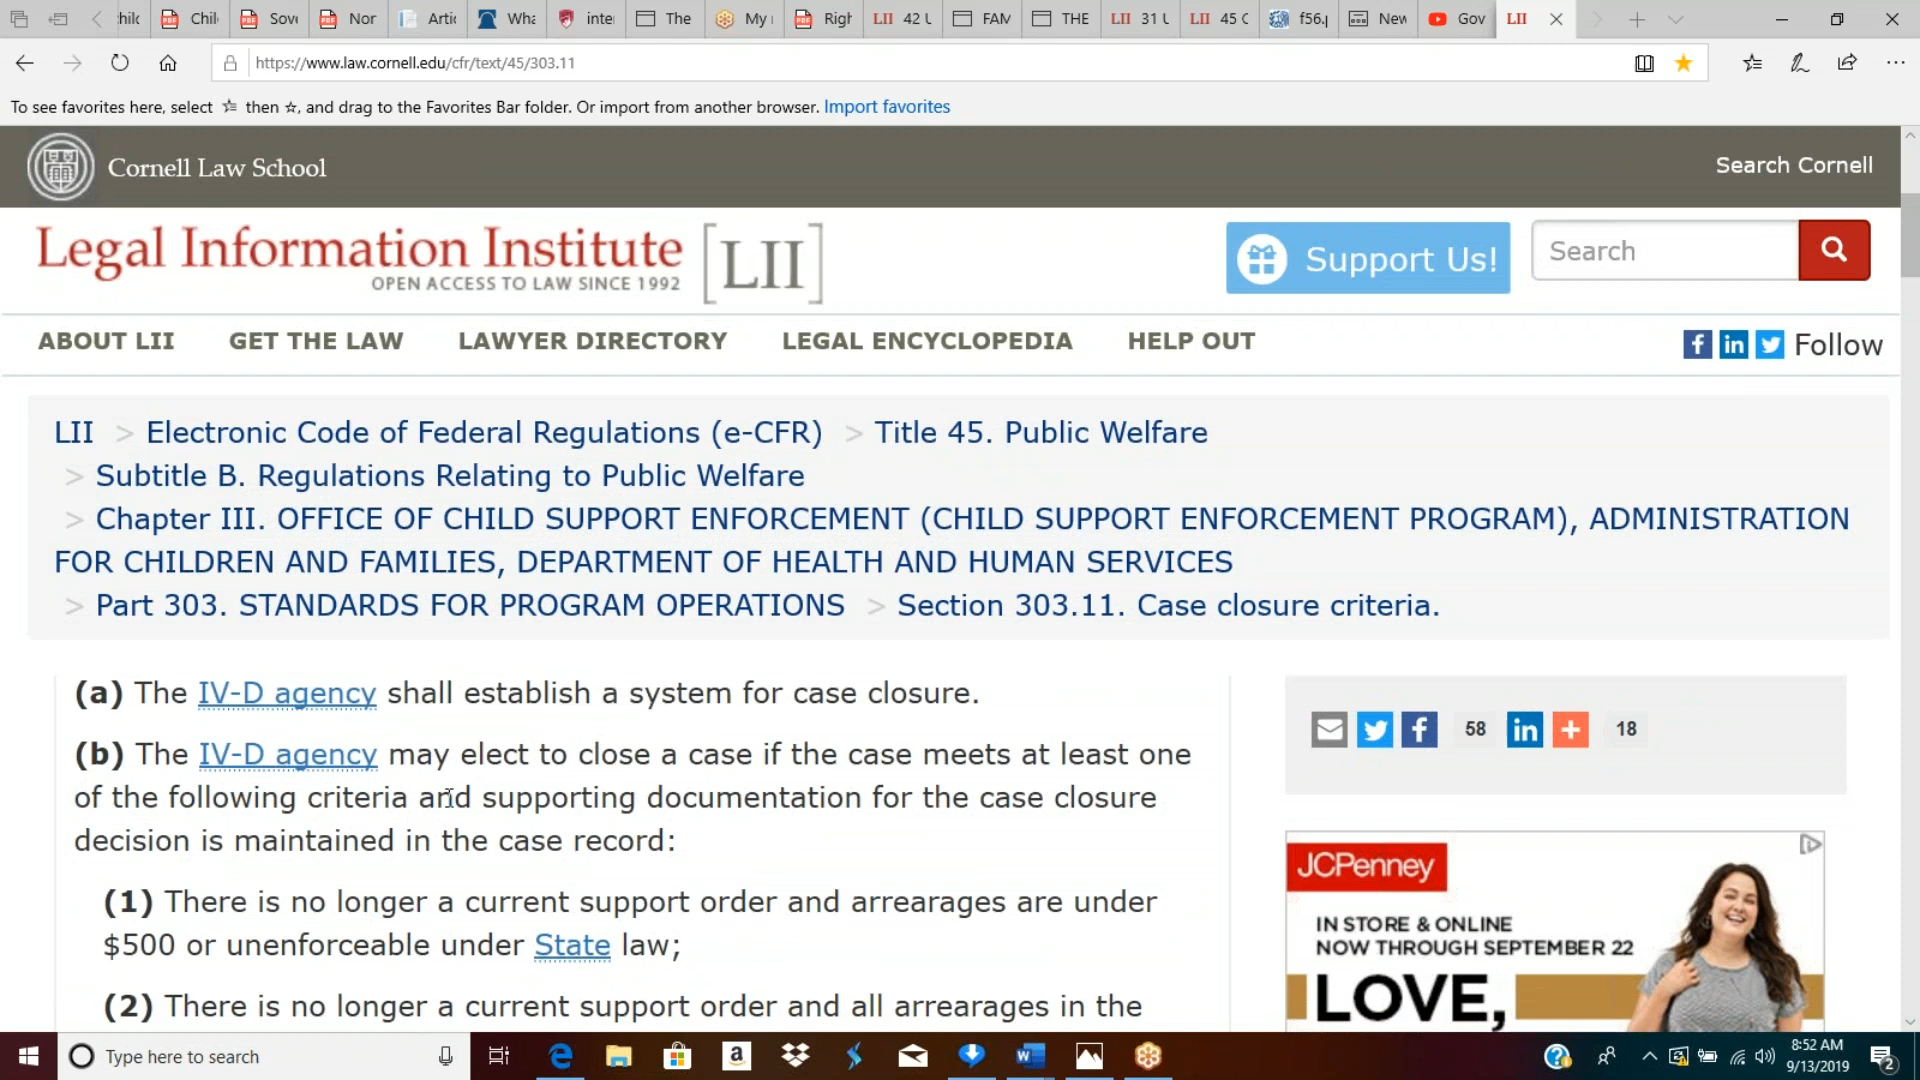 hilc
Chil
Sov
Nor
Artic
Wha
inte
The
My
Righ
LII 42 U
FAM
THE
LII 31 U
LII 45 C
f56.p
New
Gov
LII
https://www.law.cornell.edu/cfr/text/45/303.11
To see favorites here, select then ☆, and drag to the Favorites Bar folder. Or import from another browser. Import favorites
Cornell Law School
Search Cornell
Legal Information Institute [LII]
OPEN ACCESS TO LAW SINCE 1992
Support Us!
Search
ABOUT LII GET THE LAW LAWYER DIRECTORY LEGAL ENCYCLOPEDIA HELP OUT
Follow
LII > Electronic Code of Federal Regulations (e-CFR) > Title 45. Public Welfare
> Subtitle B. Regulations Relating to Public Welfare
> Chapter III. OFFICE OF CHILD SUPPORT ENFORCEMENT (CHILD SUPPORT ENFORCEMENT PROGRAM), ADMINISTRATION
FOR CHILDREN AND FAMILIES, DEPARTMENT OF HEALTH AND HUMAN SERVICES
> Part 303. STANDARDS FOR PROGRAM OPERATIONS > Section 303.11. Case closure criteria.
(a) The IV-D agency shall establish a system for case closure.
(b) The IV-D agency may elect to close a case if the case meets at least one
of the following criteria and supporting documentation for the case closure
decision is maintained in the case record:
(1) There is no longer a current support order and arrearages are under
$500 or unenforceable under State law;
(2) There is no longer a current support order and all arrearages in the
58
18
JCPenney
IN STORE & ONLINE
NOW THROUGH SEPTEMBER 22
LOVE,
Type here to search
8:52 AM
9/13/2019
2